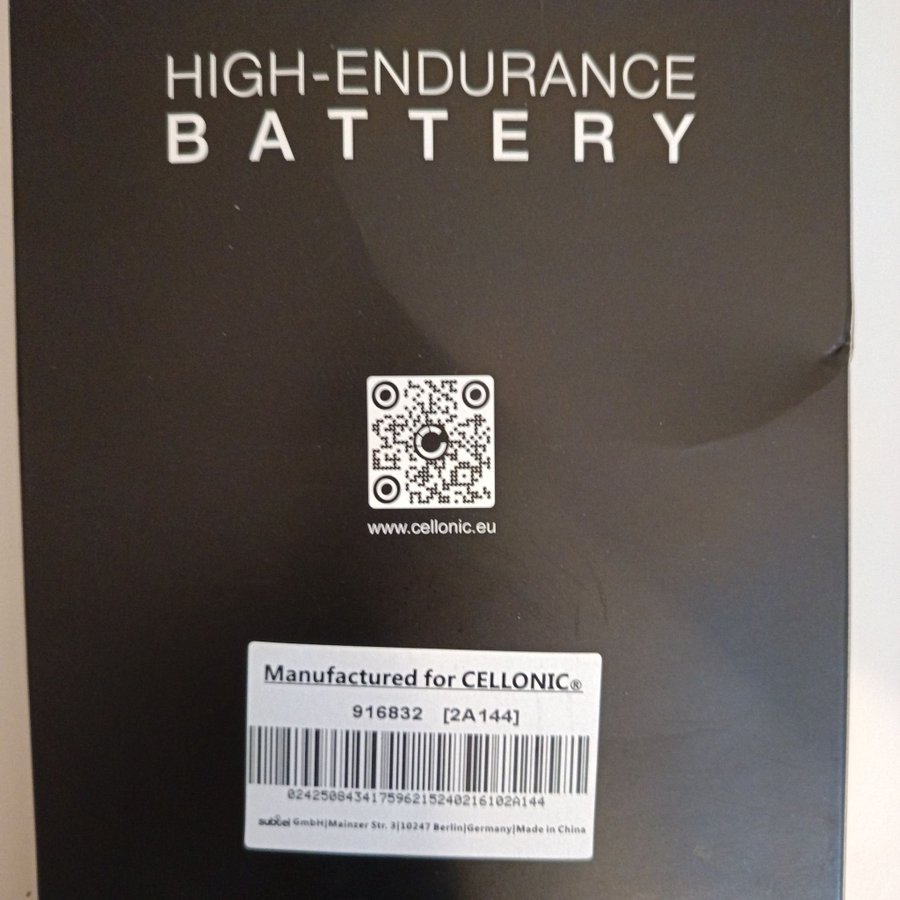 HIGH-ENDURANCE
BATTERY
www.cellonic.eu
Manufactured for CELLONIC®
916832 [2A144]
02425084341759621524021610​2A144
subtel GmbH|Mainzer Str. 3|10247 Berlin|Germany|Made in China